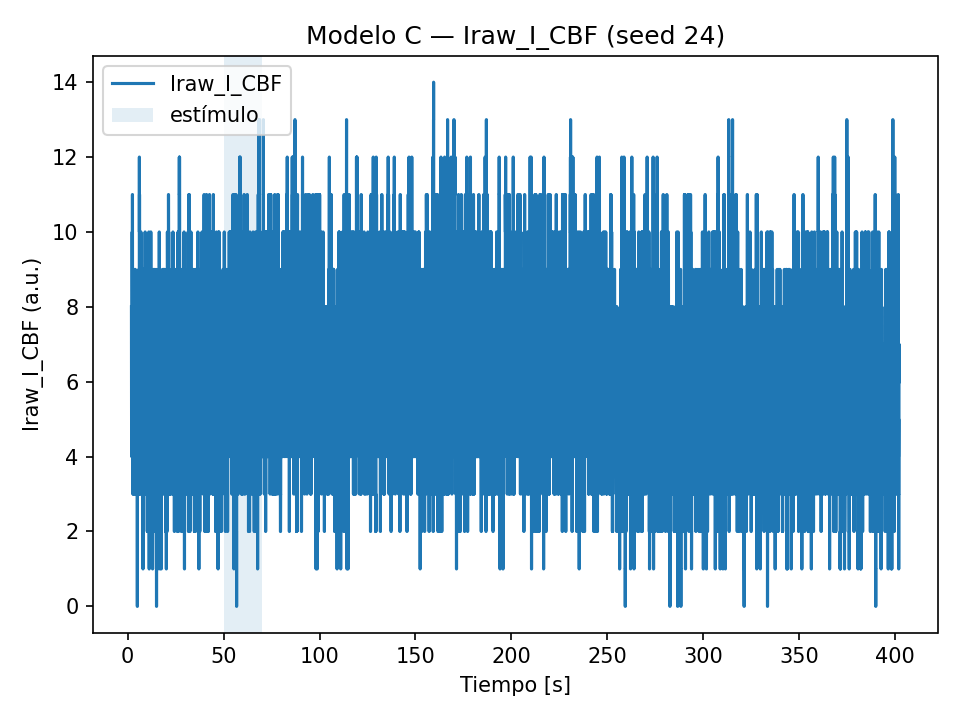 Modelo C — Iraw_I_CBF (seed 24)
Iraw_I_CBF
estímulo
Iraw_I_CBF (a.u.)
14
12
10
8
6
4
2
0
0 50 100 150 200 250 300 350 400
Tiempo [s]